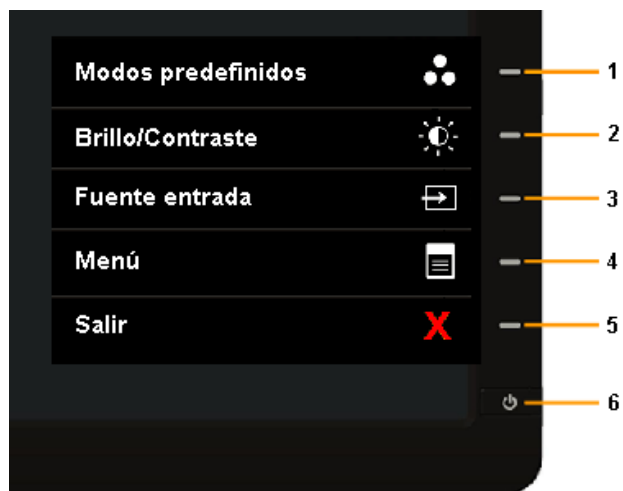 Modos predefinidos 1
Brillo/Contraste 2
Fuente entrada 3
Menú 4
Salir X 5
6